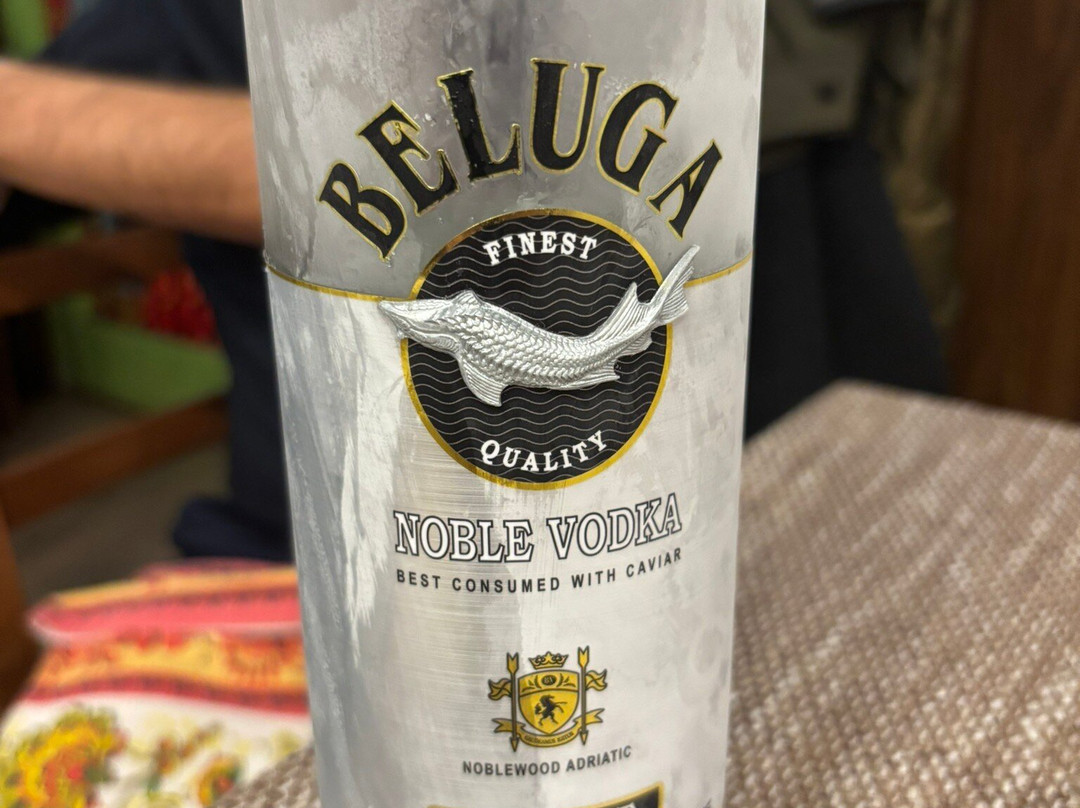 BELUGA
FINEST
QUALITY
NOBLE VODKA
BEST CONSUMED WITH CAVIAR
NOBLEWOOD ADRIATIC